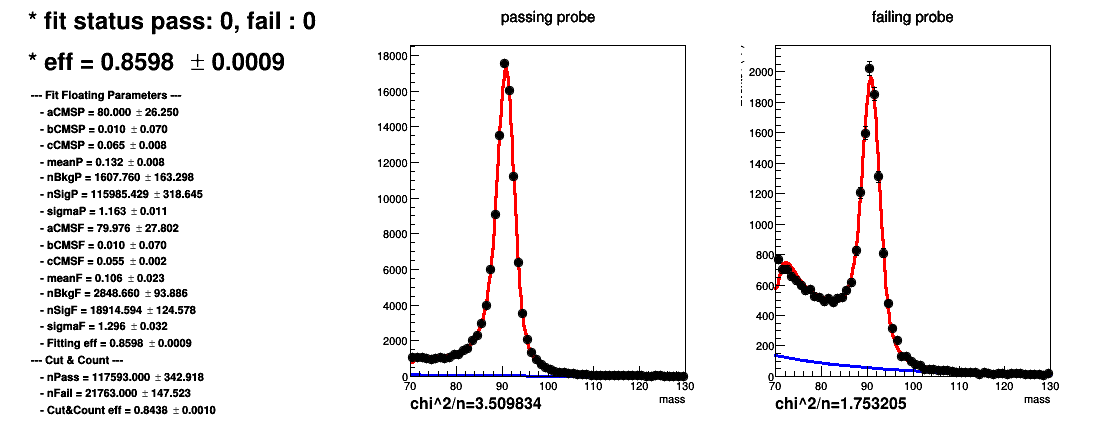 * fit status pass: 0, fail : 0
* eff = 0.8598 ± 0.0009
--- Fit Floating Parameters ---
- aCMSP = 80.000 ± 26.250
- bCMSP = 0.010 ± 0.070
- cCMSP = 0.065 ± 0.008
- meanP = 0.132 ± 0.008
- nBkgP = 1607.760 ± 163.298
- nSigP = 115985.429 ± 318.645
- sigmaP = 1.163 ± 0.011
- aCMSF = 79.976 ± 27.802
- bCMSF = 0.010 ± 0.070
- cCMSF = 0.055 ± 0.002
- meanF = 0.106 ± 0.023
- nBkgF = 2848.660 ± 93.886
- nSigF = 18914.594 ± 124.578
- sigmaF = 1.296 ± 0.032
- Fitting eff = 0.8598 ± 0.0009
--- Cut & Count ---
- nPass = 117593.000 ± 342.918
- nFail = 21763.000 ± 147.523
- Cut&Count eff = 0.8438 ± 0.0010
passing probe
18000
16000
14000
12000
10000
8000
6000
4000
2000
0
70 80 90 100 110 120 130
mass
chi^2/n=3.509834
failing probe
2000
1800
1600
1400
1200
1000
800
600
400
200
0
70 80 90 100 110 120 130
mass
chi^2/n=1.753205